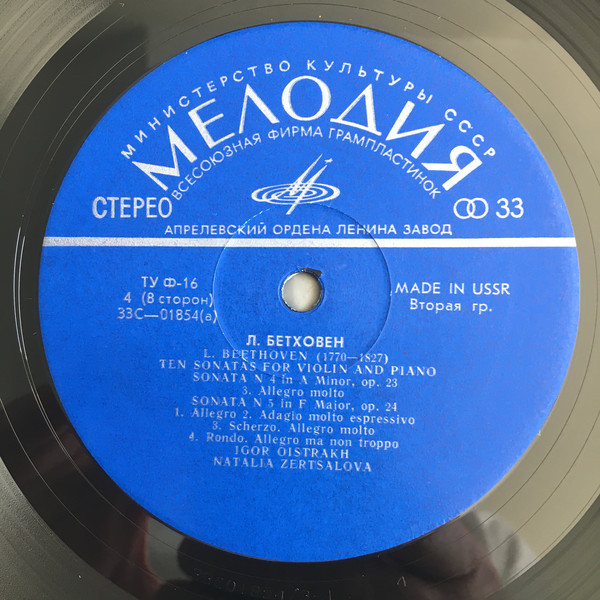 МИНИСТЕРСТВО КУЛЬТУРЫ СССР
МЕЛОДИЯ
ВСЕСОЮЗНАЯ ФИРМА ГРАМПЛАСТИНОК
СТЕРЕО
33
АПРЕЛЕВСКИЙ ОРДЕНА ЛЕНИНА ЗАВОД
ТУ Ф-16
4 (8 сторон)
33С—01854(а)
MADE IN USSR
Вторая гр.
Л. БЕТХОВЕН
L. BEETHOVEN (1770—1827)
TEN SONATAS FOR VIOLIN AND PIANO
SONATA N 4 in A Minor, op. 23
3. Allegro molto
SONATA N 5 in F Major, op. 24
1. Allegro 2. Adagio molto espressivo
3. Scherzo. Allegro molto
4. Rondo. Allegro ma non troppo
IGOR OISTRAKH
NATALIA ZERTSALOVA